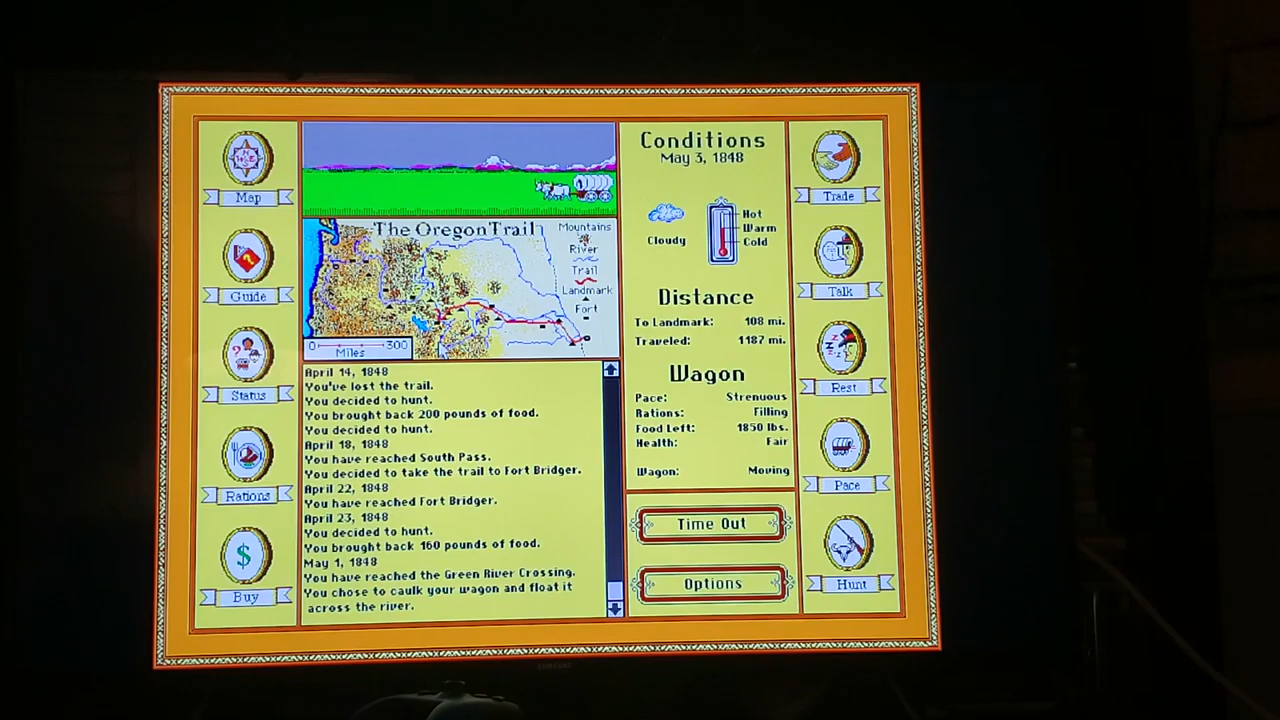 Map
Guide
Status
Rations
$
Buy
The Oregon Trail
Mountains
River
Trail
Landmark
Fort
0 300
Miles
April 14, 1848
You've lost the trail.
You decided to hunt.
You brought back 200 pounds of food.
You decided to hunt.
April 18, 1848
You have reached South Pass.
You decided to take the trail to Fort Bridger.
April 22, 1848
You have reached Fort Bridger.
April 23, 1848
You decided to hunt.
You brought back 160 pounds of food.
May 1, 1848
You have reached the Green River Crossing.
You chose to caulk your wagon and float it
across the river.
Conditions
May 3, 1848
Cloudy
Hot
Warm
Cold
Distance
To Landmark: 108 mi.
Traveled: 1187 mi.
Wagon
Pace: Strenuous
Rations: Filling
Food Left: 1850 lbs.
Health: Fair
Wagon: Moving
Time Out
Options
Trade
Talk
Rest
Pace
Hunt
SAMSUNG